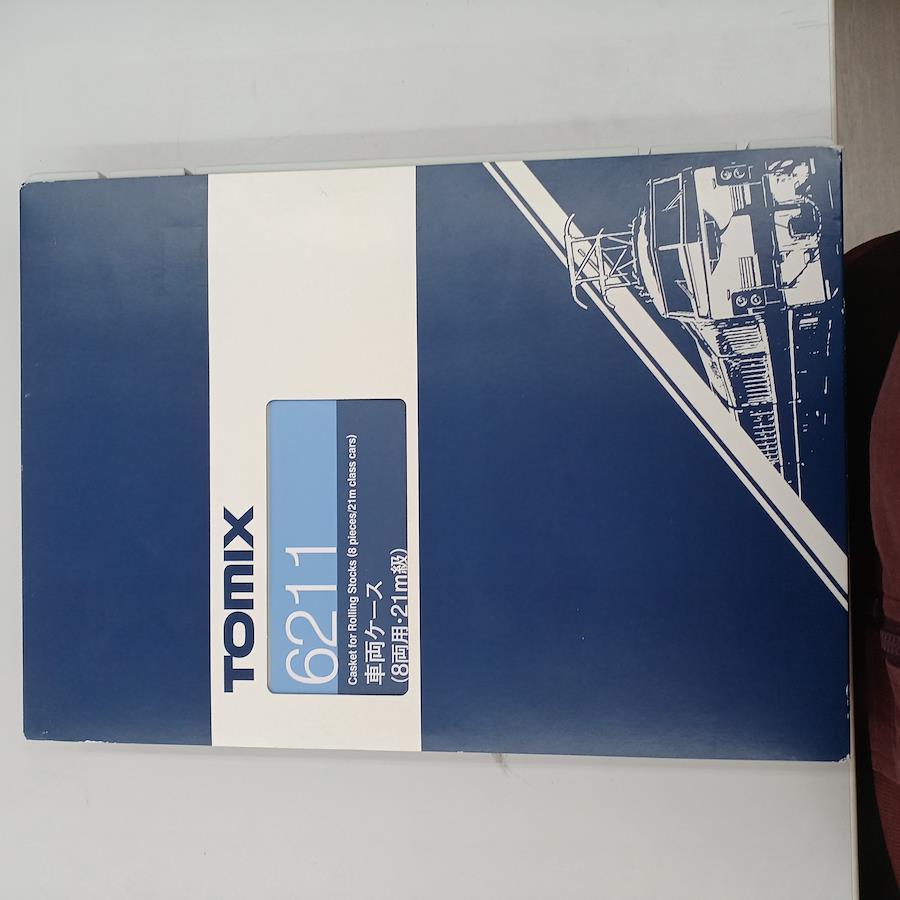 TOMIX
6211
Casket for Rolling Stocks (8 pieces/21m class cars)
車両ケース
(8両用・21m級)